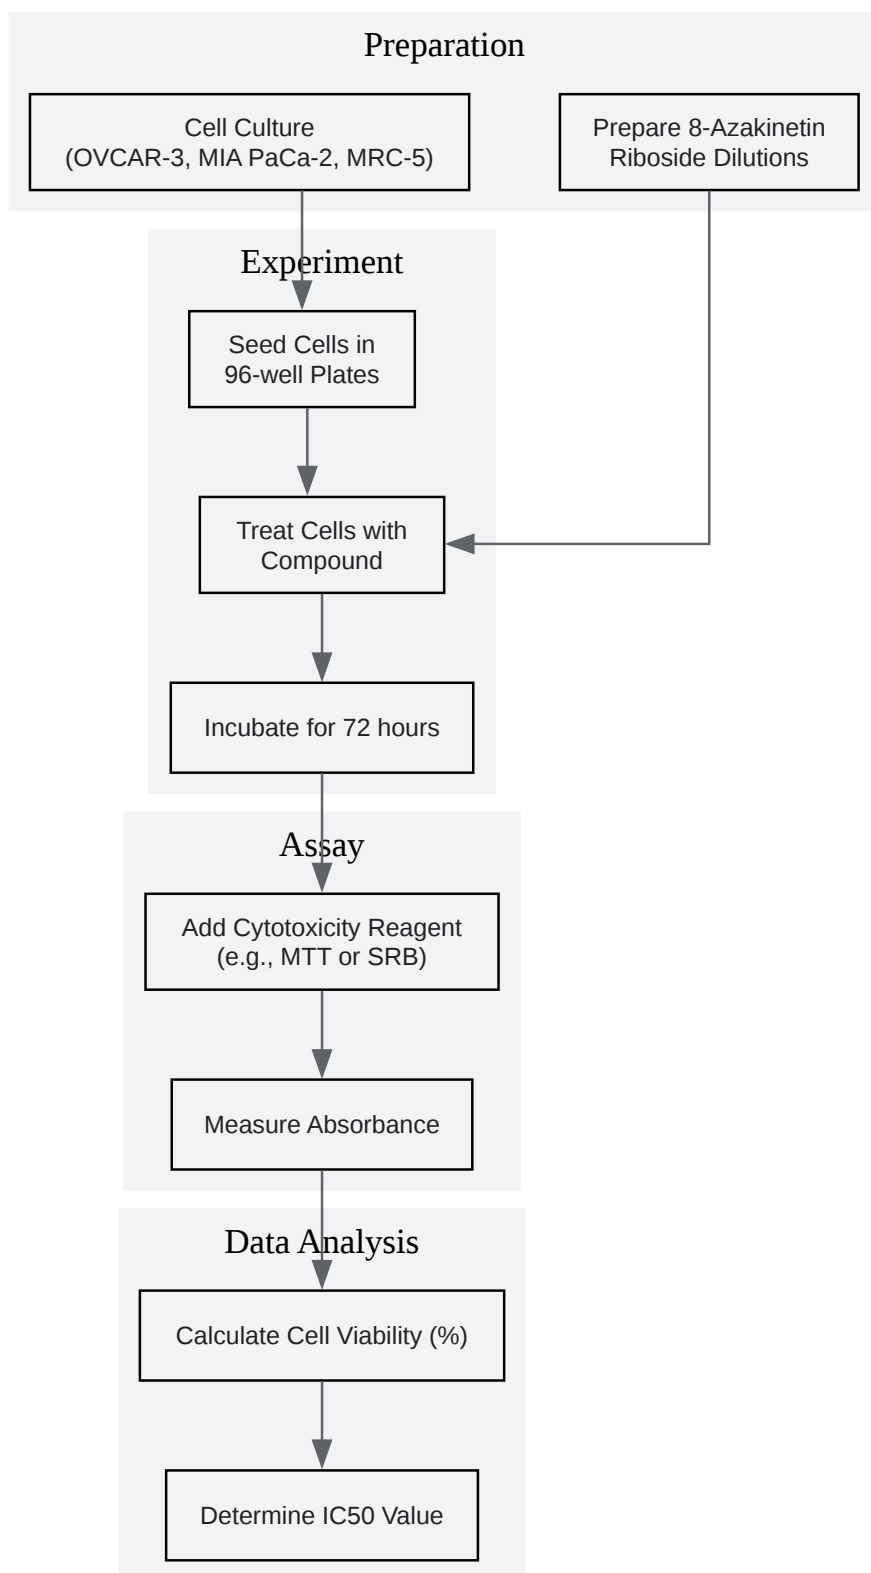 Preparation
Cell Culture
(OVCAR-3, MIA PaCa-2, MRC-5)
Prepare 8-Azakinetin
Riboside Dilutions
Experiment
Seed Cells in
96-well Plates
Treat Cells with
Compound
Incubate for 72 hours
Assay
Add Cytotoxicity Reagent
(e.g., MTT or SRB)
Measure Absorbance
Data Analysis
Calculate Cell Viability (%)
Determine IC50 Value